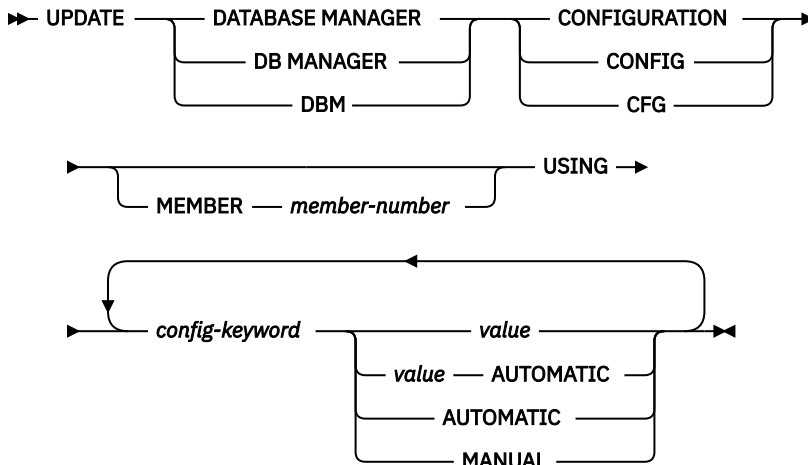 UPDATE DATABASE MANAGER CONFIGURATION
DB MANAGER CONFIG
DBM CFG
USING
MEMBER member-number
config-keyword value
value AUTOMATIC
AUTOMATIC
MANUAL